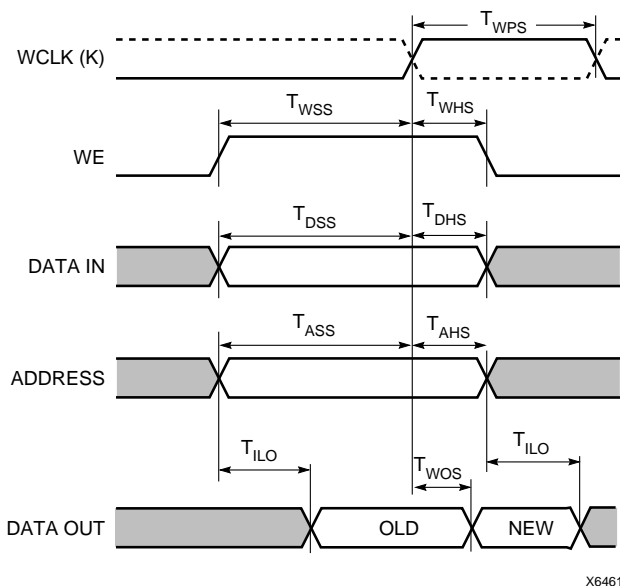 T_WPS
WCLK (K)
T_WSS
T_WHS
WE
T_DSS
T_DHS
DATA IN
T_ASS
T_AHS
ADDRESS
T_ILO
T_WOS
T_ILO
DATA OUT
OLD
NEW
X6461